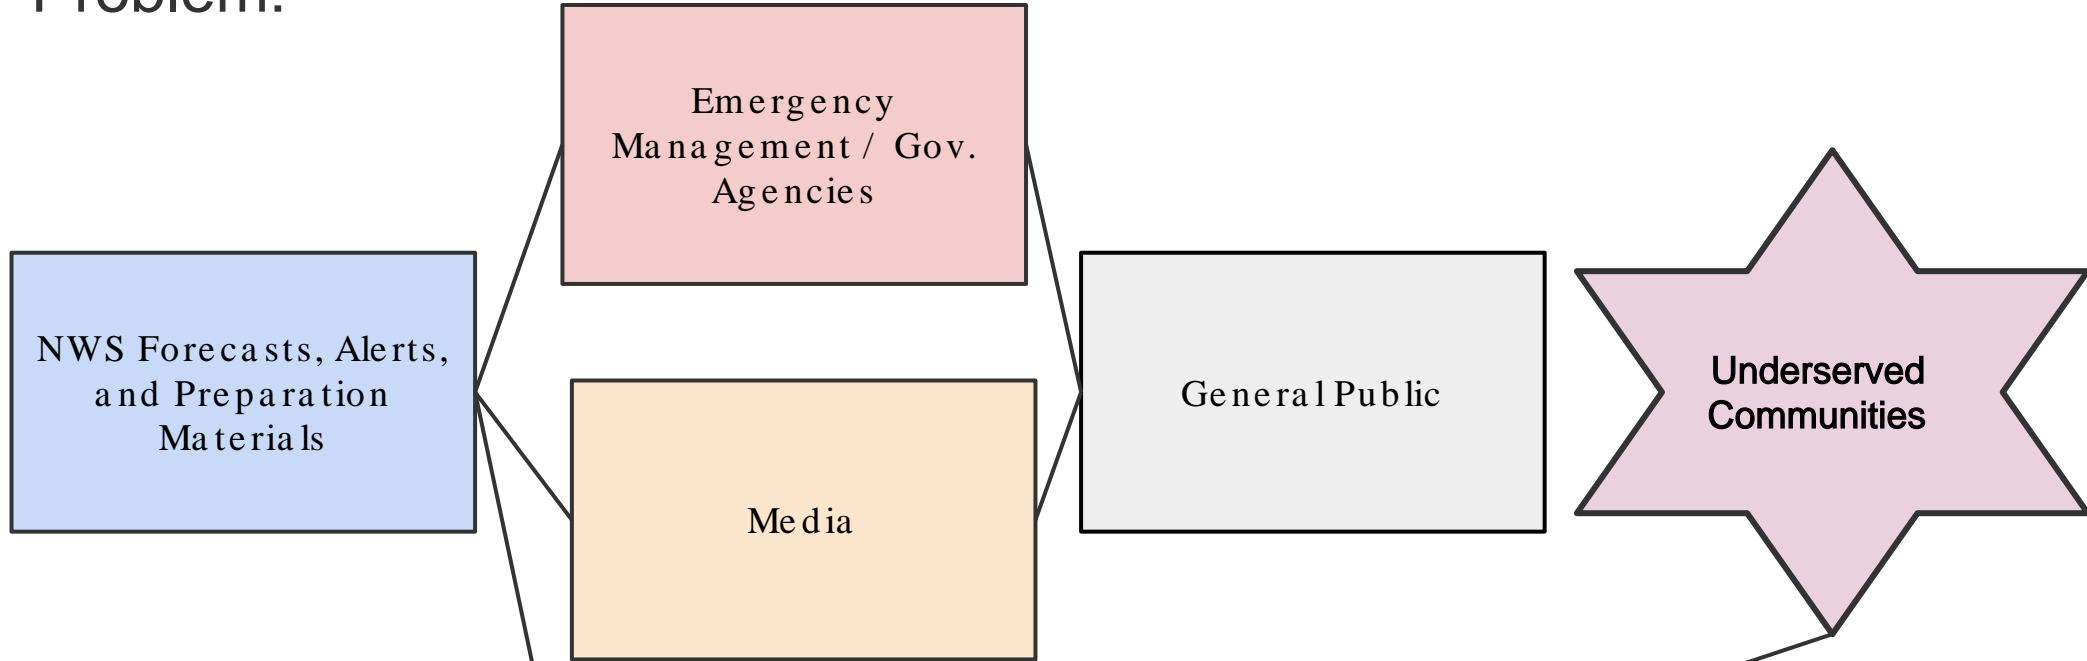 Problem:
Emergency
Management / Gov.
Agencies
NWS Forecasts, Alerts,
and Preparation
Materials
Media
General Public
Underserved
Communities